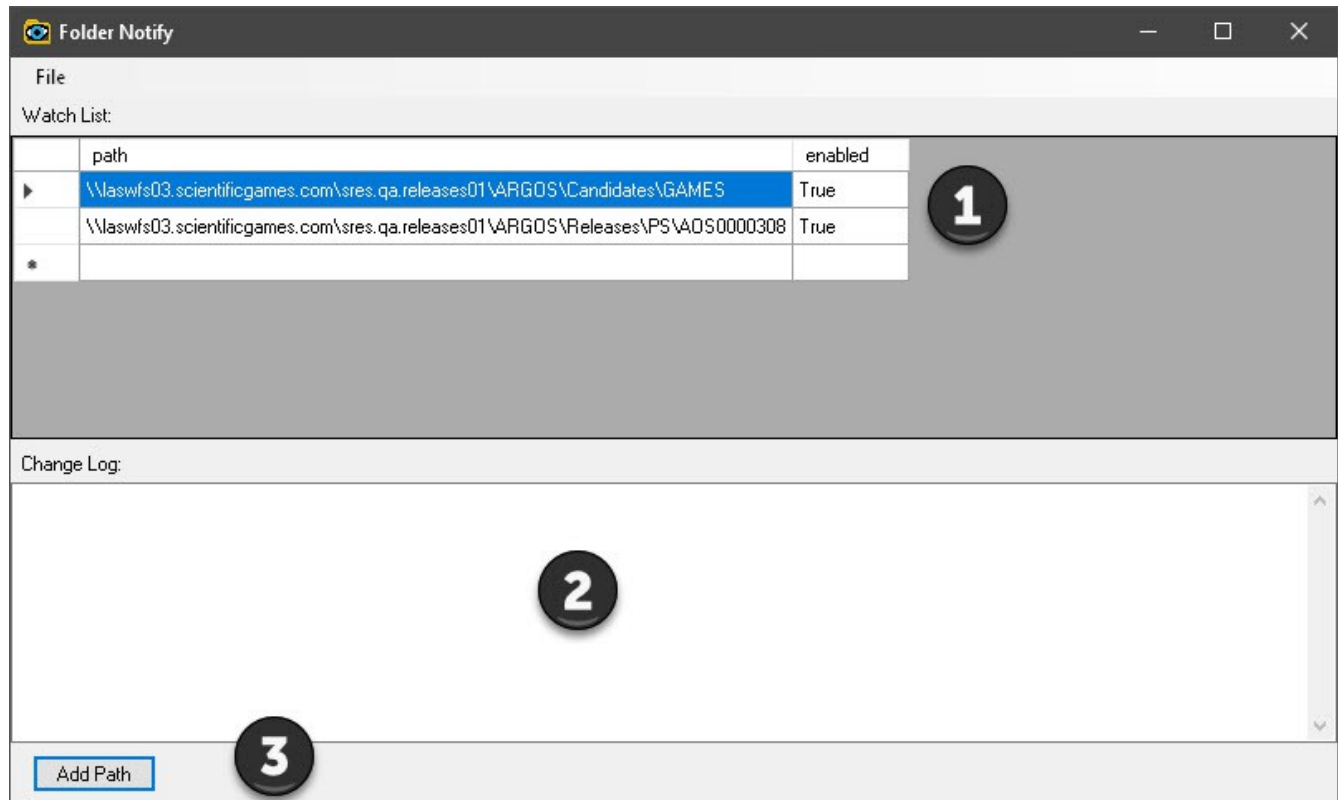 Folder Notify
File
Watch List:
path enabled
\\laswfs03.scientificgames.com\sres.qa.releases01\ARGOS\Candidates\GAMES True
1
\\laswfs03.scientificgames.com\sres.qa.releases01\ARGOS\Releases\PS\AOS0000308 True
*
Change Log:
2
3
Add Path